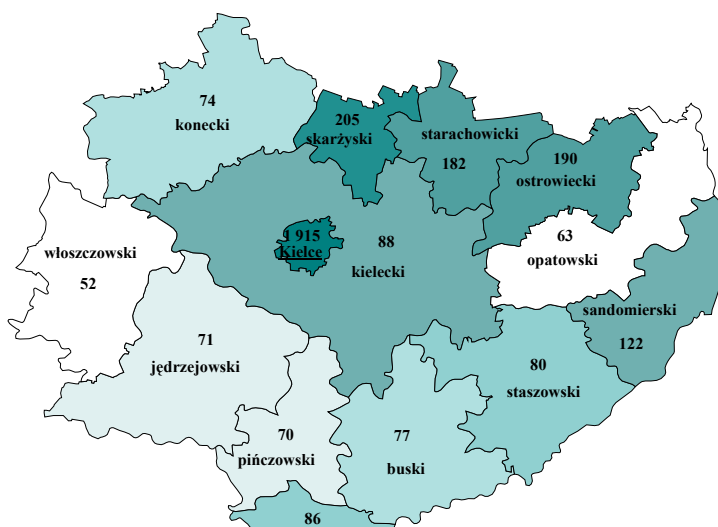 74
konecki
205
skarżyski
starachowicki
182
190
ostrowiecki
1 915
Kielce
88
kielecki
63
opatowski
włoszczowski
52
sandomierski
122
71
jędrzejowski
80
staszowski
70
pińczowski
77
buski
86